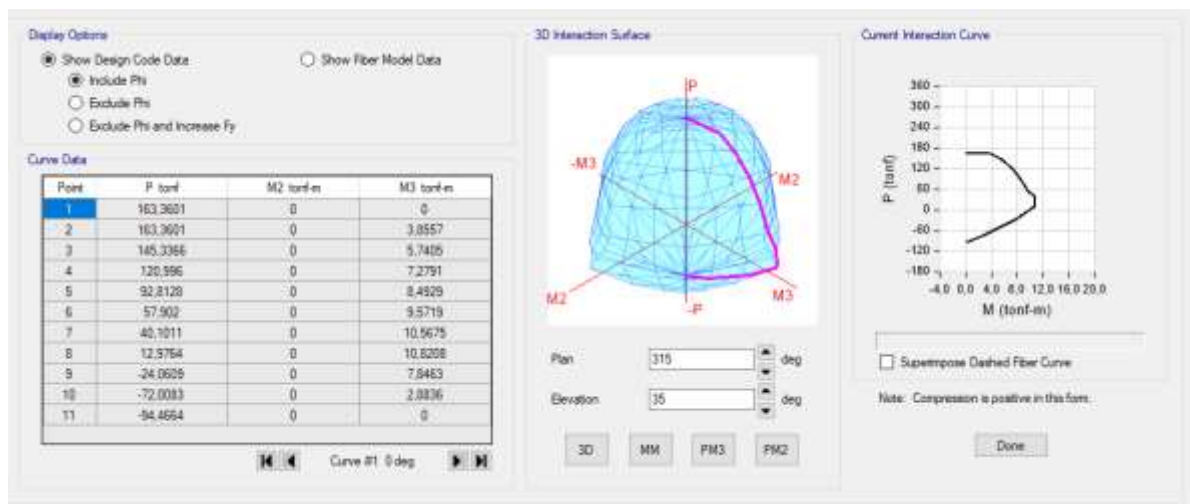 Display Options
Show Design Code Data
Show Fiber Model Data
Include Phi
Exclude Phi
Exclude Phi and Increase Fy
Curve Data
Point P tonf M2 tonf-m M3 tonf-m
1 163,3601 0 0
2 163,3601 0 3,8557
3 145,3366 0 5,7405
4 120,996 0 7,2791
5 92,8128 0 8,4929
6 57,902 0 9,5719
7 40,1011 0 10,5675
8 12,9764 0 10,8208
9 -24,0609 0 7,8463
10 -72,0083 0 2,0836
11 -94,4664 0 0
Curve #1 0 deg
3D Interaction Surface
P
-M3
M2
M2
M3
-P
Plan 315 deg
Elevation 35 deg
3D MM PM3 PM2
Current Interaction Curve
360
300
240
180
120
60
0
-60
-120
-180
P (tonf)
-4,0 0,0 4,0 8,0 12,0 16,0 20,0
M (tonf-m)
Superimpose Dashed Fiber Curve
Note: Compression is positive in this form.
Done